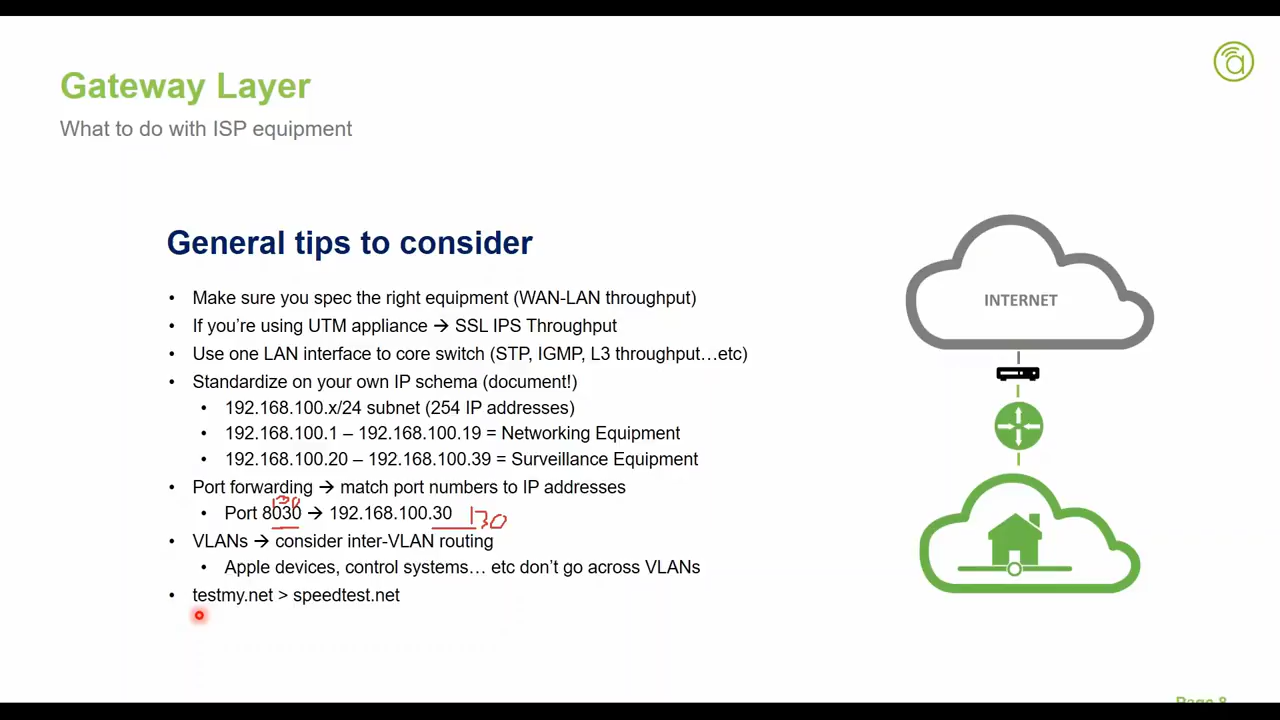 Gateway Layer
What to do with ISP equipment
General tips to consider
• Make sure you spec the right equipment (WAN-LAN throughput)
• If you're using UTM appliance → SSL IPS Throughput
• Use one LAN interface to core switch (STP, IGMP, L3 throughput…etc)
• Standardize on your own IP schema (document!)
• 192.168.100.x/24 subnet (254 IP addresses)
• 192.168.100.1 – 192.168.100.19 = Networking Equipment
• 192.168.100.20 – 192.168.100.39 = Surveillance Equipment
• Port forwarding → match port numbers to IP addresses
130
• Port 8030 → 192.168.100.30 130
• VLANs → consider inter-VLAN routing
• Apple devices, control systems… etc don't go across VLANs
• testmy.net > speedtest.net
INTERNET
Page 8